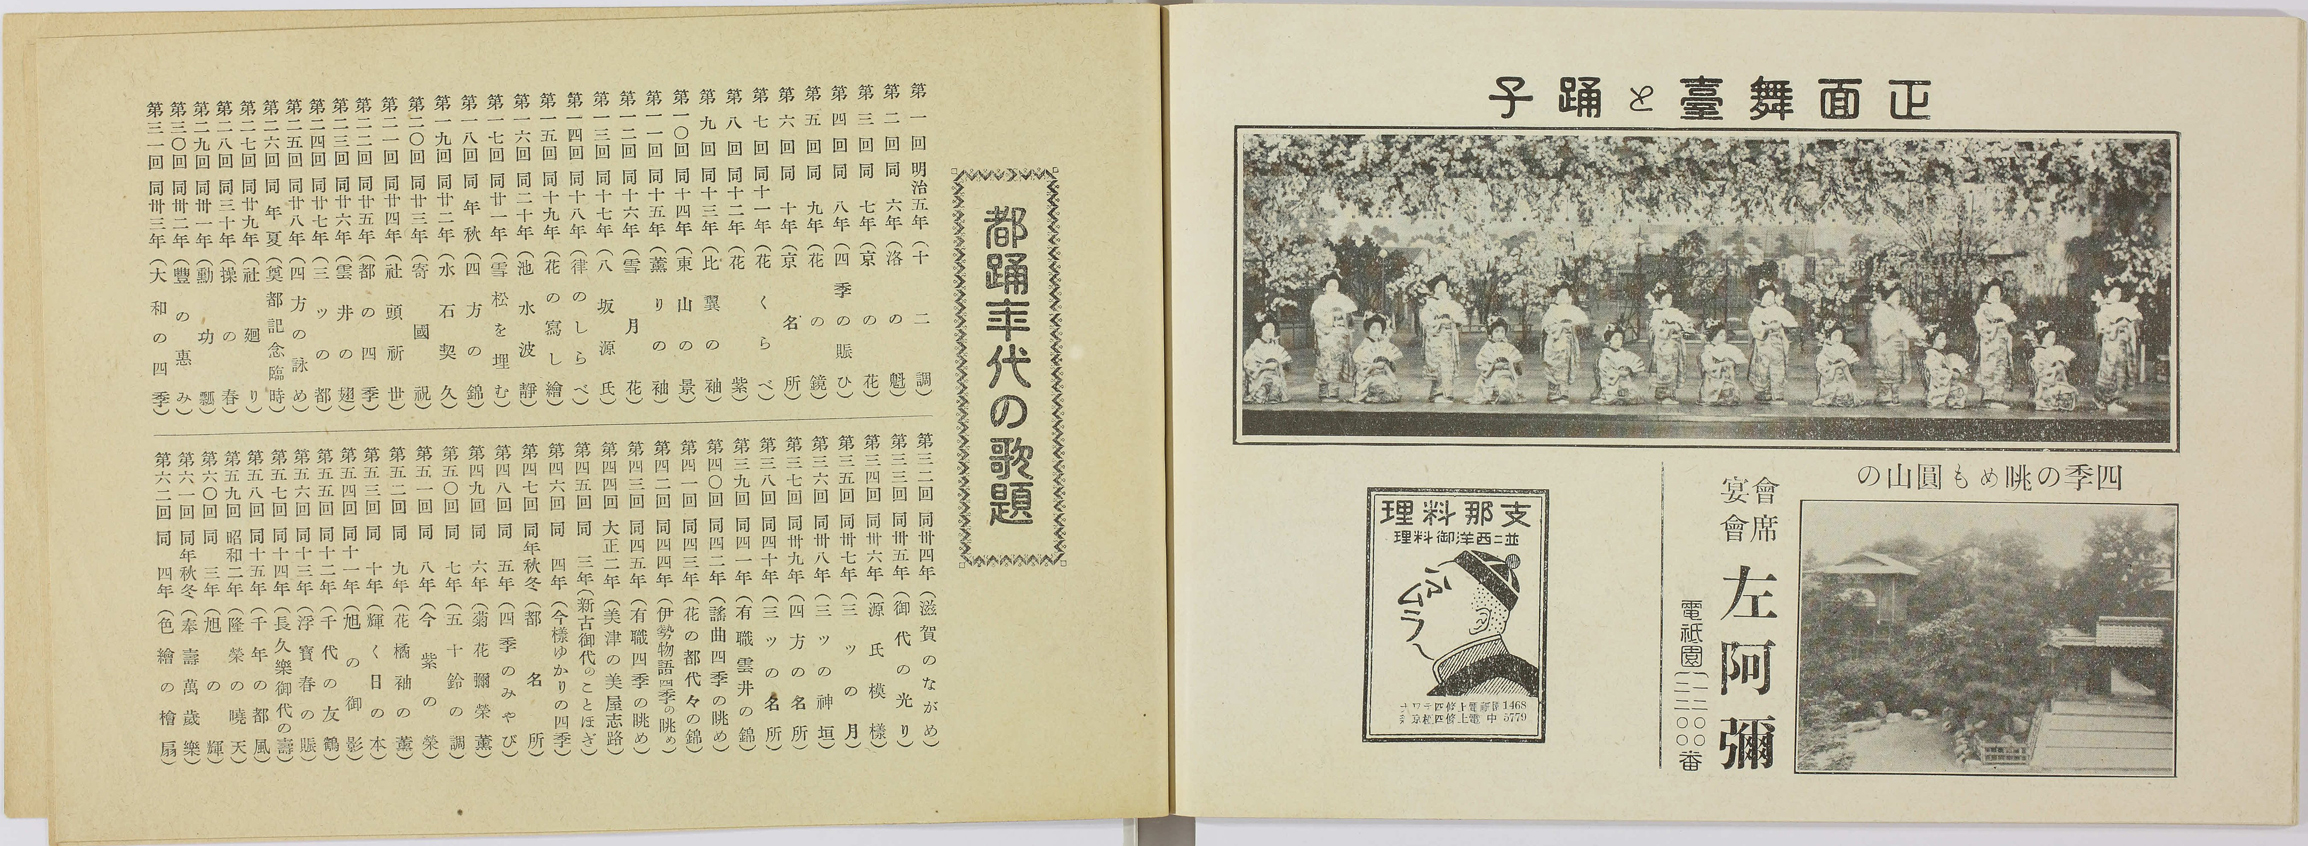 正面舞臺と踊子
四季の眺めも圓山の
會席
宴會
左阿彌
電祇園
一一〇〇
二二〇〇
番
支那料理
並ニ西洋御料理
ハマムラ
1468
5779
都踊年代の歌題
第一回 明治五年(十二調)
第二回 同六年(洛の魁)
第三回 同七年(京の花)
第四回 同八年(四季の賑ひ)
第五回 同九年(花の鏡)
第六回 同十年(京名所)
第七回 同十一年(花くらべ)
第八回 同十二年(花紫)
第九回 同十三年(比翼の袖)
第一〇回 同十四年(東山の景)
第一一回 同十五年(薫りの袖)
第一二回 同十六年(雪月花)
第一三回 同十七年(八坂源氏)
第一四回 同十八年(律のしらべ)
第一五回 同十九年(花の寫し繪)
第一六回 同二十年(池水波靜)
第一七回 同廿一年(雪松を埋む)
第一八回 同年秋(四方の錦)
第一九回 同廿二年(水石契久)
第二〇回 同廿三年(寄國祝)
第二一回 同廿四年(社頭祈世)
第二二回 同廿五年(都の四季)
第二三回 同廿六年(雲井の翅)
第二四回 同廿七年(三ッの都)
第二五回 同廿八年(四方の詠め)
第二六回 同年夏(奠都記念臨時)
第二七回 同廿九年(社廻り)
第二八回 同三十年(操の春)
第二九回 同卅一年(勳功瓢)
第三〇回 同卅二年(豐の惠み)
第三一回 同卅三年(大和の四季)
第三二回 同卅四年(滋賀のながめ)
第三三回 同卅五年(御代の光り)
第三四回 同卅六年(源氏模樣)
第三五回 同卅七年(三ッの月)
第三六回 同卅八年(三ッの神垣)
第三七回 同卅九年(四方の名所)
第三八回 同四十年(三ッの名所)
第三九回 同四一年(有職雲井の錦)
第四〇回 同四二年(謠曲四季の眺め)
第四一回 同四三年(花の都代々の錦)
第四二回 同四四年(伊勢物語四季の眺め)
第四三回 同四五年(有職四季の眺め)
第四四回 大正二年(美津の美屋志路)
第四五回 同三年(新古御代のことほぎ)
第四六回 同四年(今樣ゆかりの四季)
第四七回 同年秋冬(都名所)
第四八回 同五年(四季のみやび)
第四九回 同六年(菊花彌榮薫)
第五〇回 同七年(五十鈴の調)
第五一回 同八年(今紫の榮)
第五二回 同九年(花橘袖の薫)
第五三回 同十年(輝く日の本)
第五四回 同十一年(旭の御影)
第五五回 同十二年(千代の友鶴)
第五六回 同十三年(浮寶春の賑)
第五七回 同十四年(長久樂御代の壽)
第五八回 同十五年(千年の都風)
第五九回 昭和二年(隆榮の曉天)
第六〇回 同三年(旭の輝)
第六一回 同年秋冬(奉壽萬歲樂)
第六二回 同四年(色繪の檜扇)